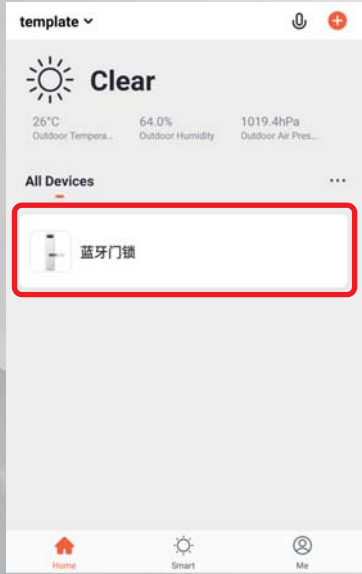 template
Clear
26°C 64.0% 1019.4hPa
Outdoor Tempera... Outdoor Humidity Outdoor Air Pres...
All Devices
蓝牙门锁
Home Smart Me